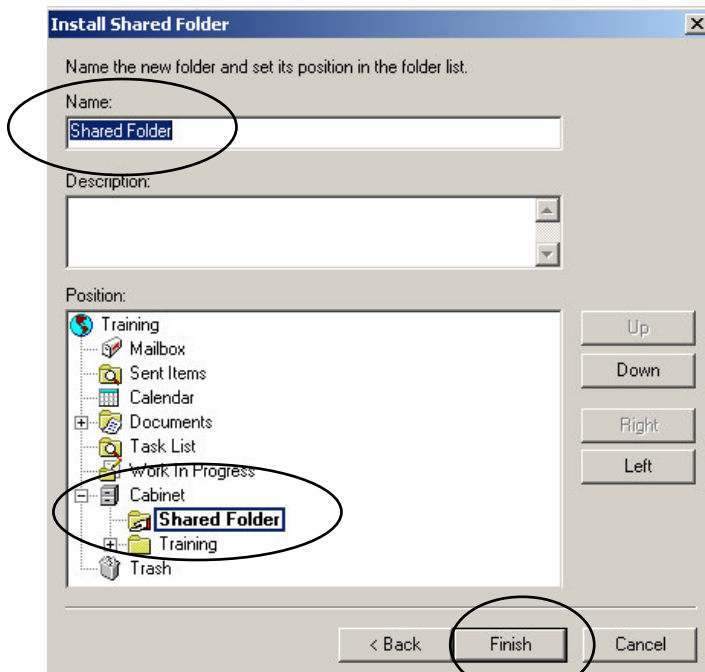 Install Shared Folder
Name the new folder and set its position in the folder list.
Name:
Shared Folder
Description:
Position:
Training
Mailbox
Sent Items
Calendar
Documents
Task List
Work In Progress
Cabinet
Shared Folder
Training
Trash
Up
Down
Right
Left
< Back
Finish
Cancel